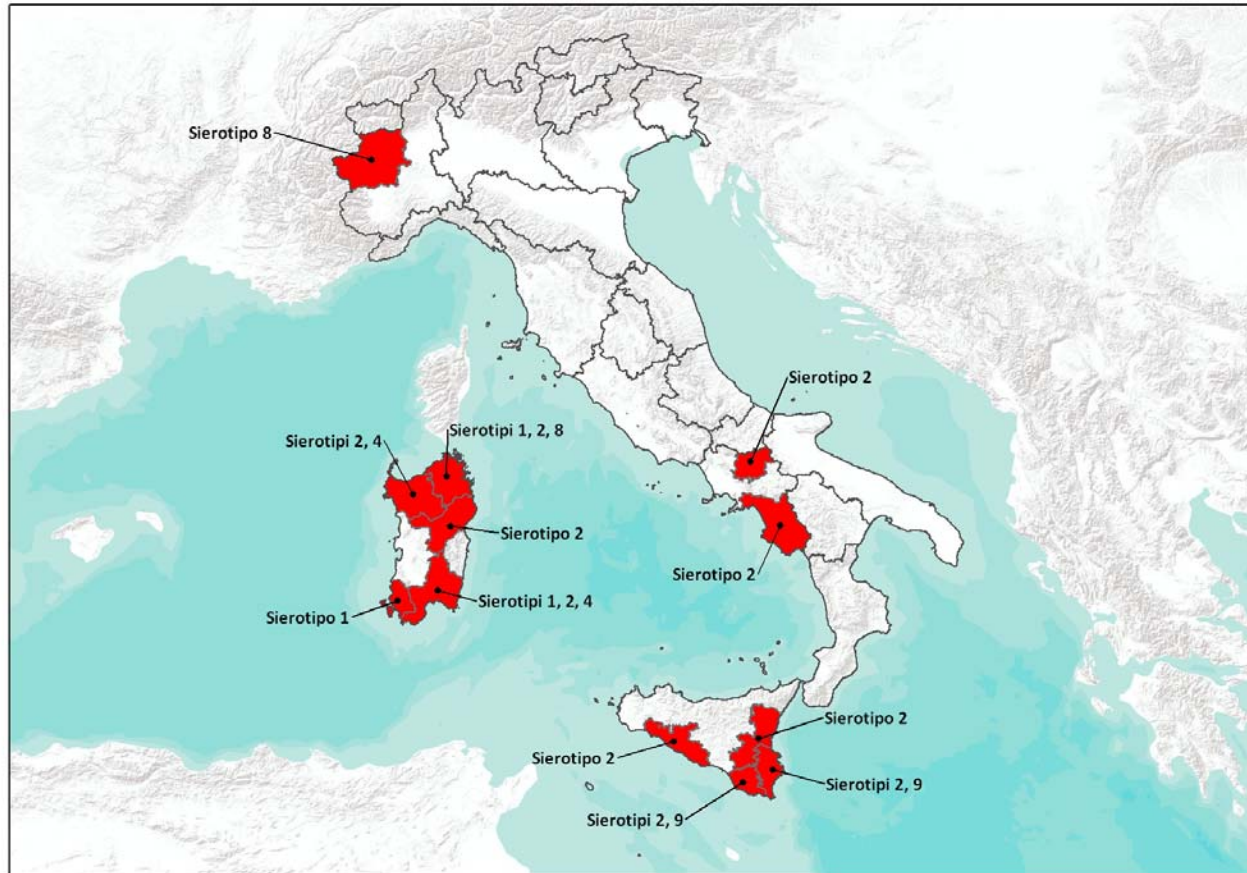 Sierotipo 8
Sierotipo 2
Sierotipi 1, 2, 8
Sierotipi 2, 4
Sierotipo 2
Sierotipo 2
Sierotipi 1, 2, 4
Sierotipo 1
Sierotipo 2
Sierotipo 2
Sierotipi 2, 9
Sierotipi 2, 9